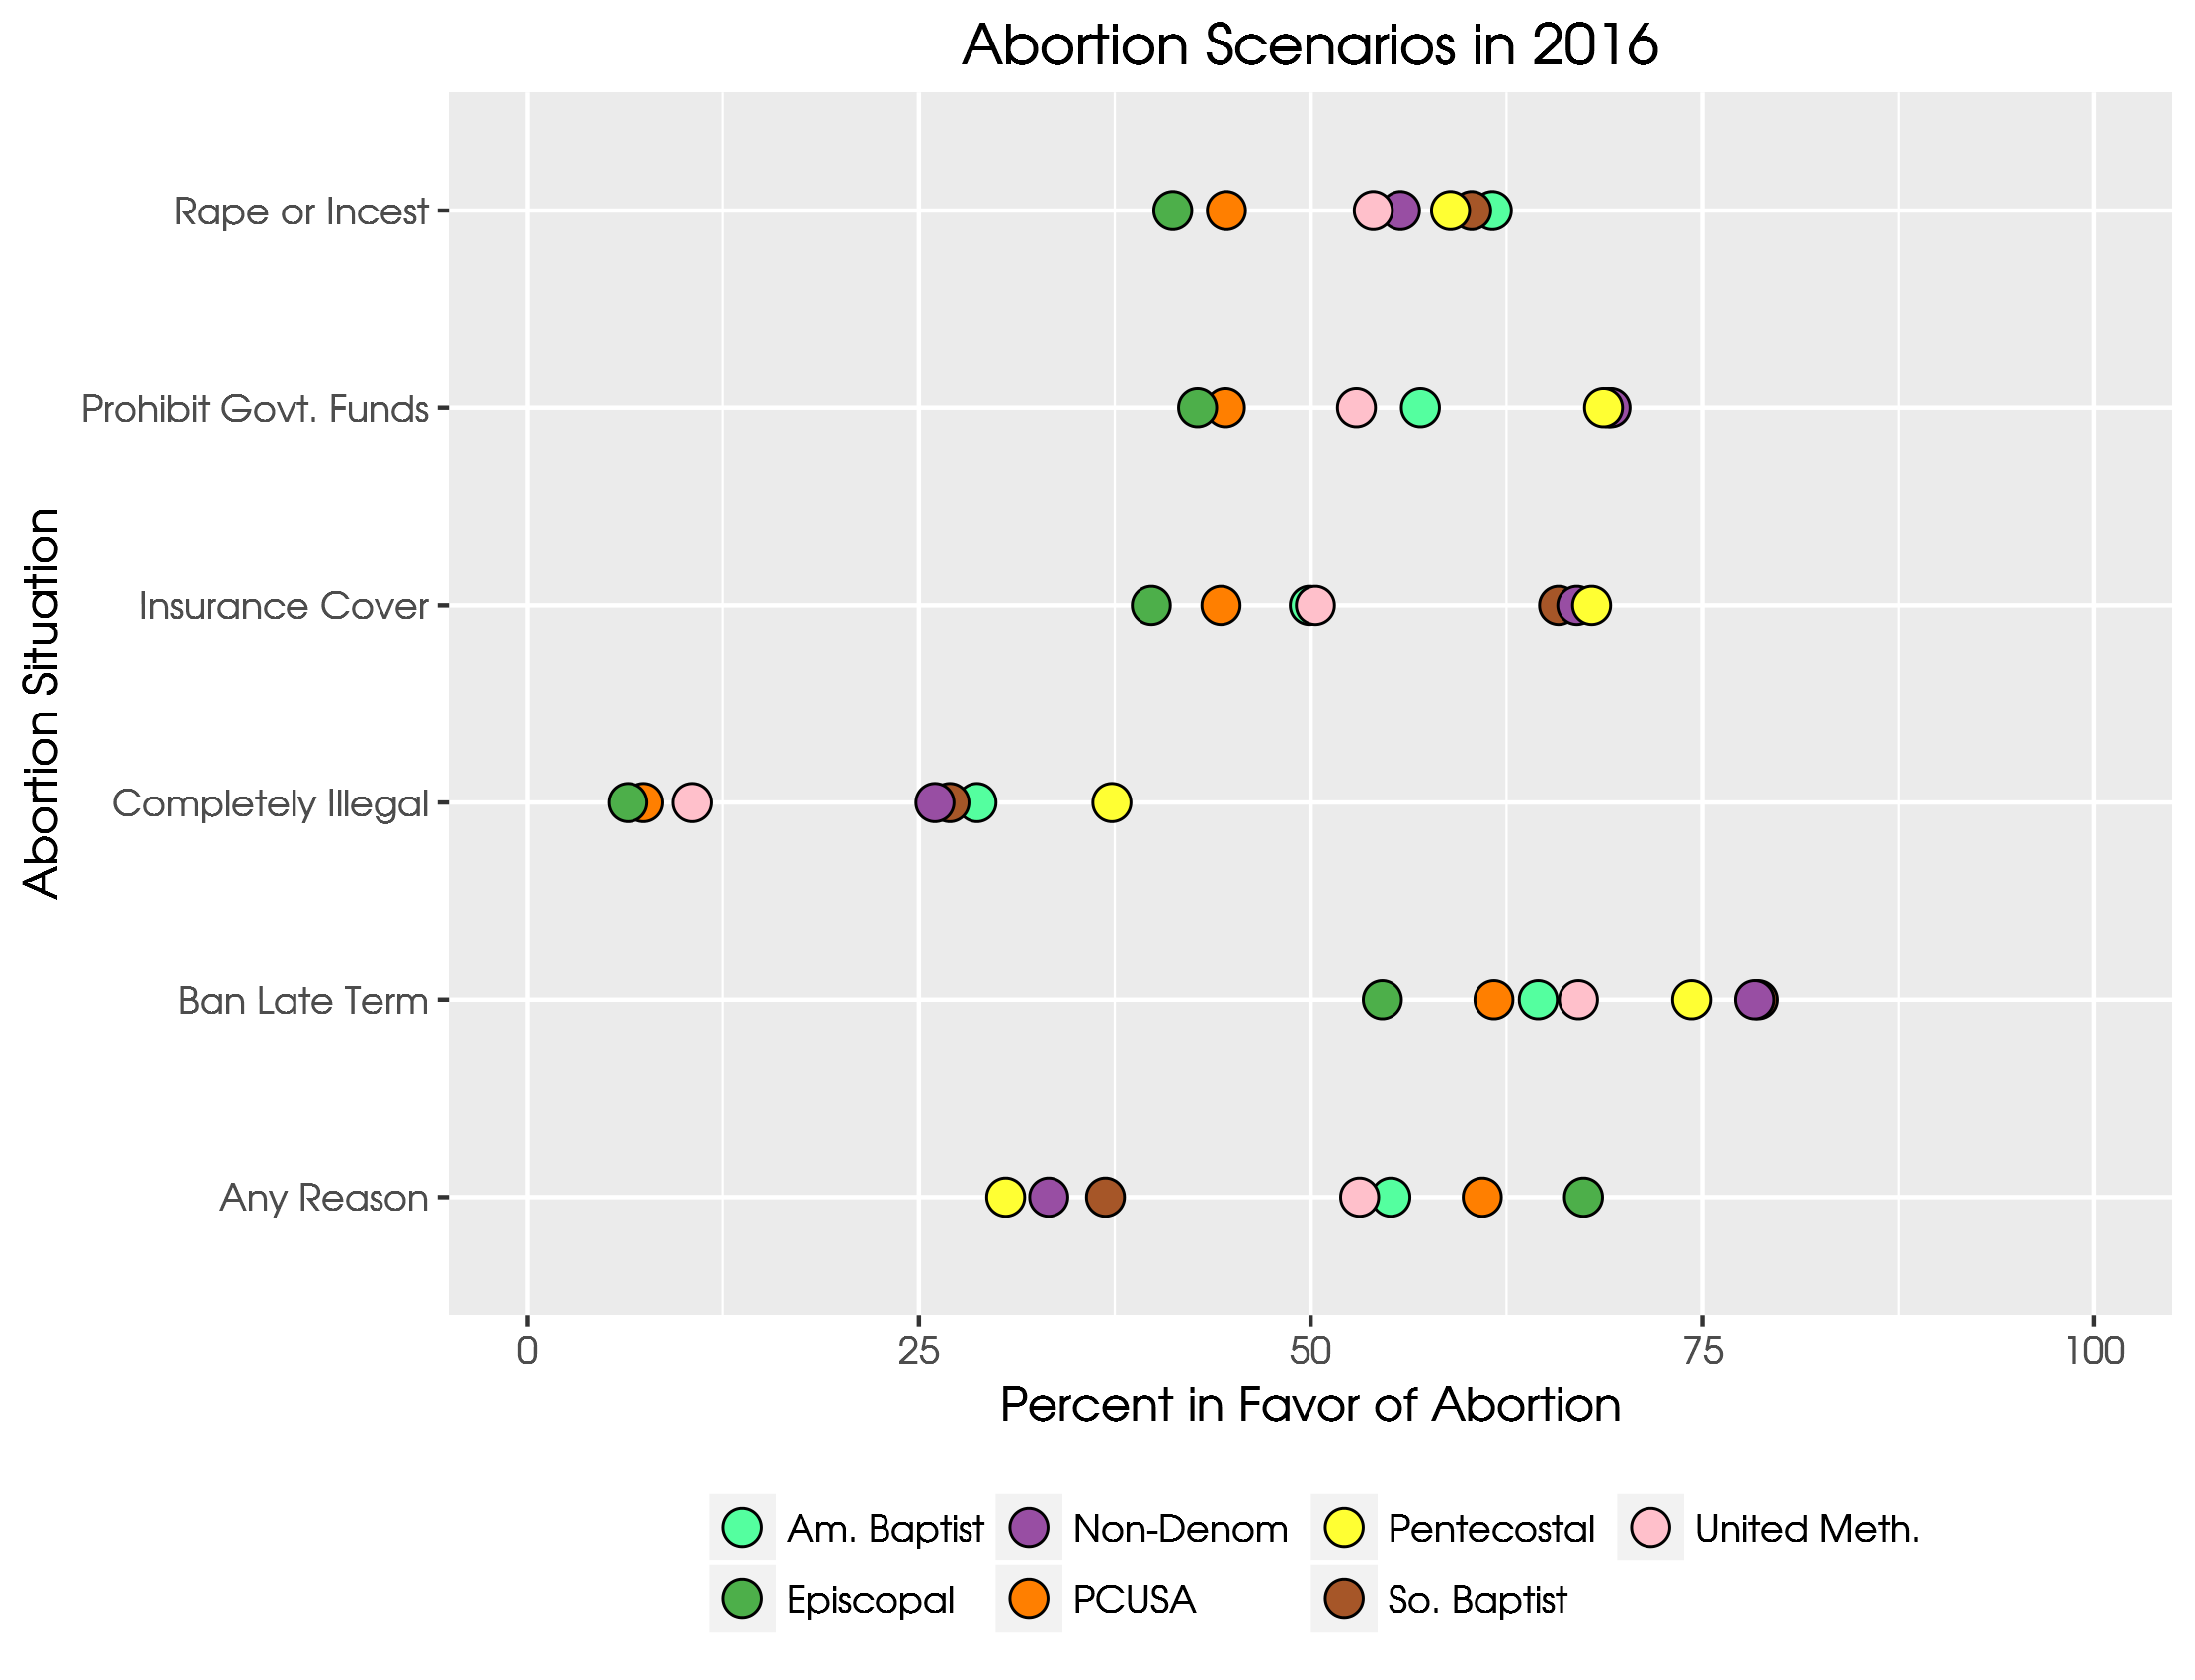 Abortion Scenarios in 2016
Abortion Situation
Rape or Incest
Prohibit Govt. Funds
Insurance Cover
Completely Illegal
Ban Late Term
Any Reason
0 25 50 75 100
Percent in Favor of Abortion
Am. Baptist Non-Denom Pentecostal United Meth.
Episcopal PCUSA So. Baptist